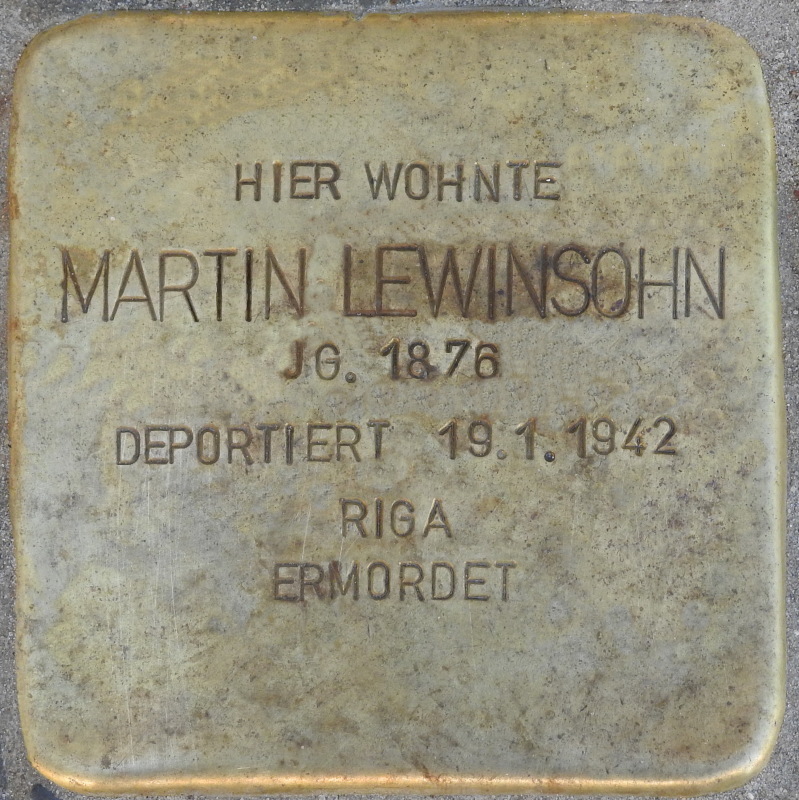 HIER WOHNTE
MARTIN LEWINSOHN
JG. 1876
DEPORTIERT 19.1.1942
RIGA
ERMORDET